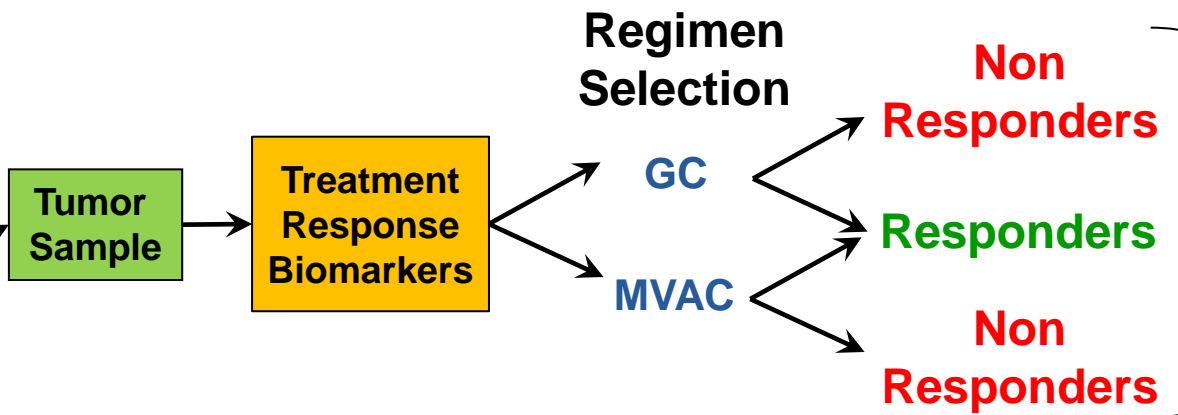 Regimen
Selection
Tumor
Sample
Treatment
Response
Biomarkers
GC
MVAC
Non
Responders
Responders
Non
Responders